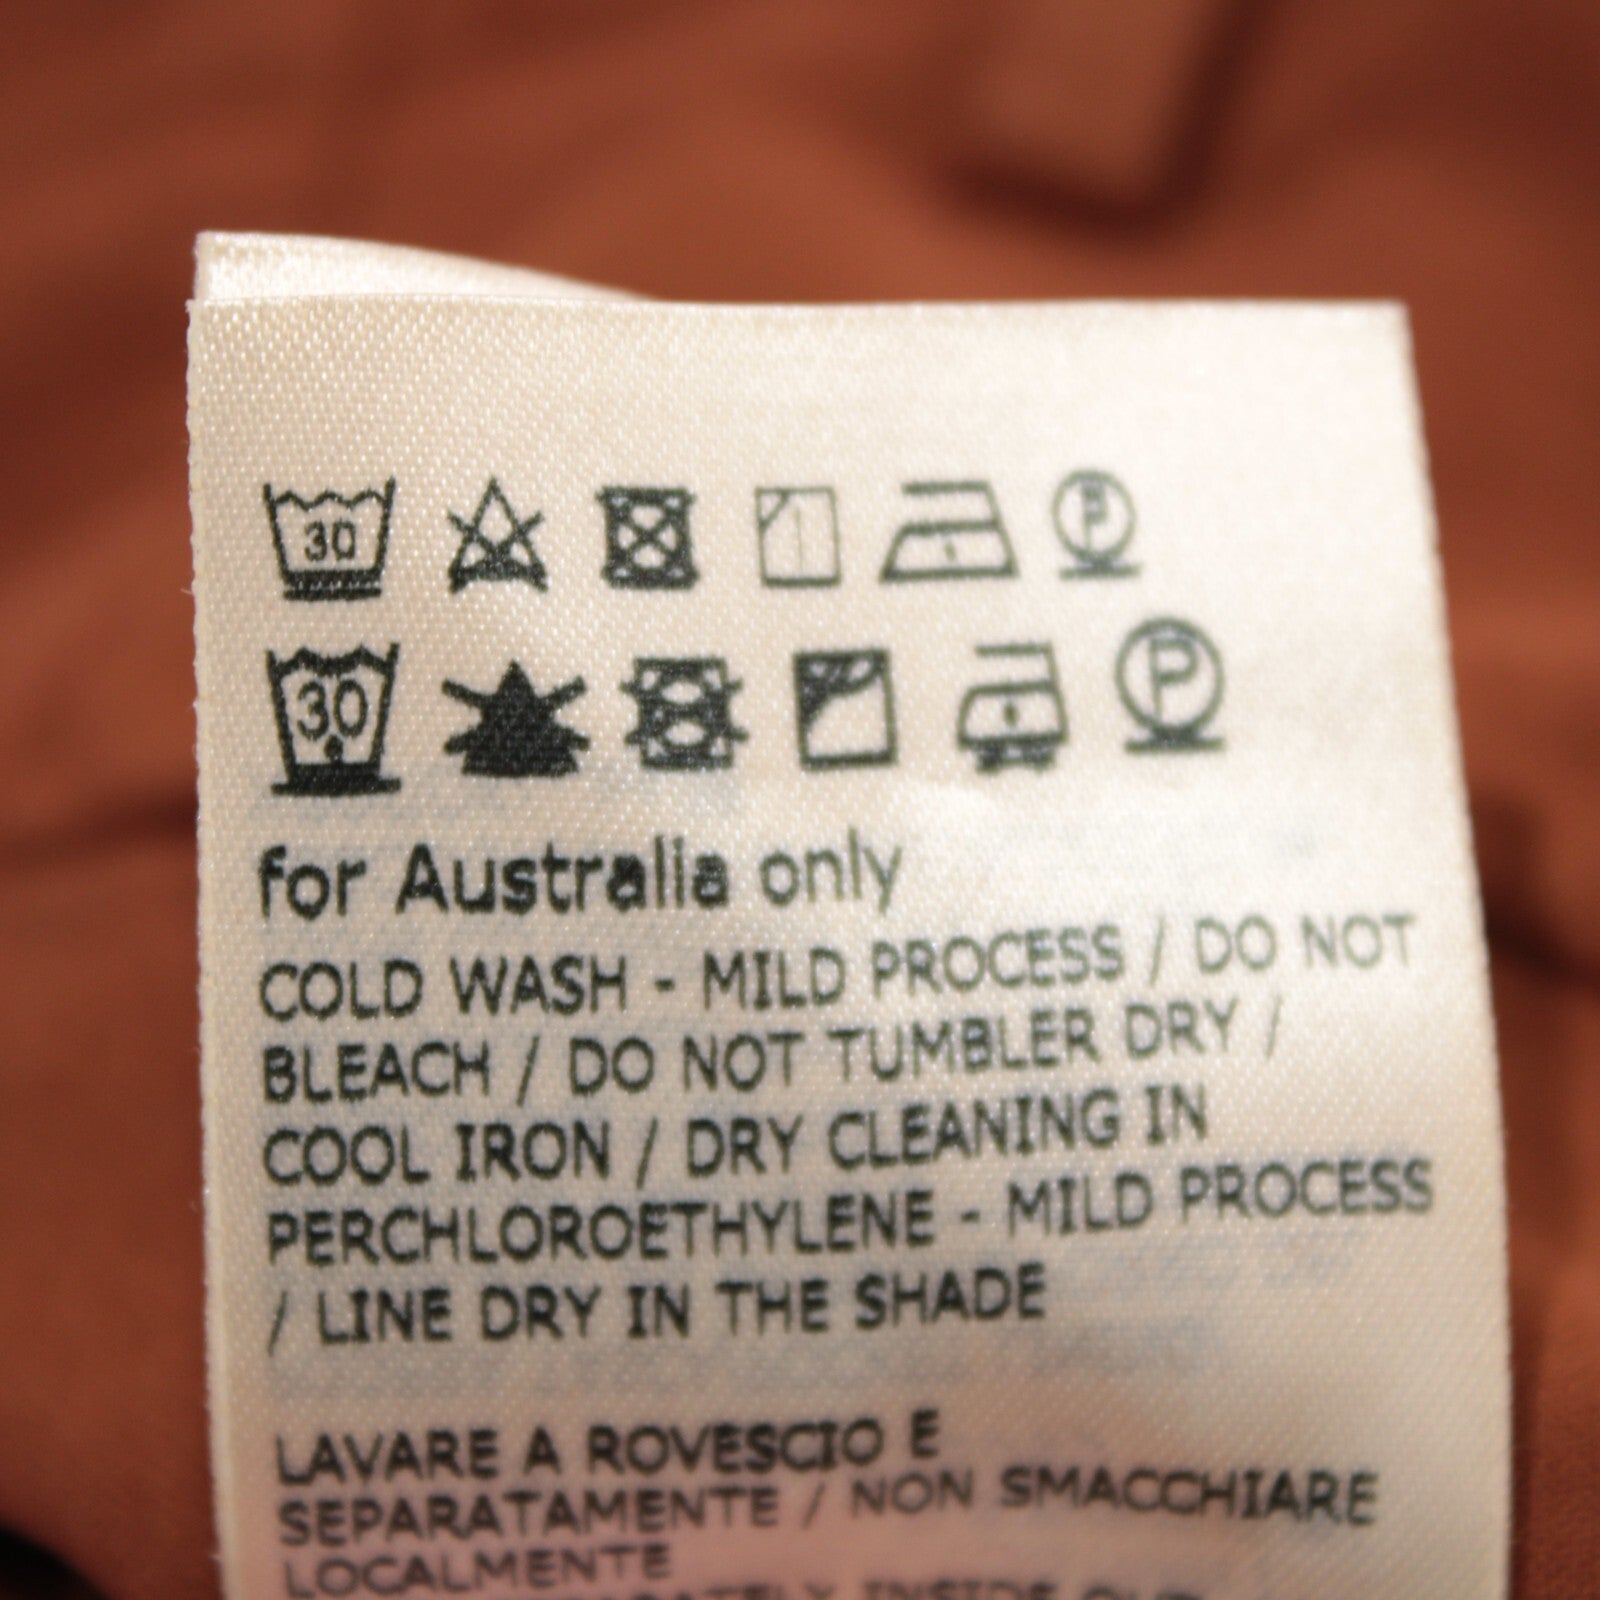 30
P
30
P
for Australia only
COLD WASH - MILD PROCESS / DO NOT
BLEACH / DO NOT TUMBLER DRY /
COOL IRON / DRY CLEANING IN
PERCHLOROETHYLENE - MILD PROCESS
/ LINE DRY IN THE SHADE
LAVARE A ROVESCIO E
SEPARATAMENTE / NON SMACCHIARE
LOCALMENTE
INSIDE